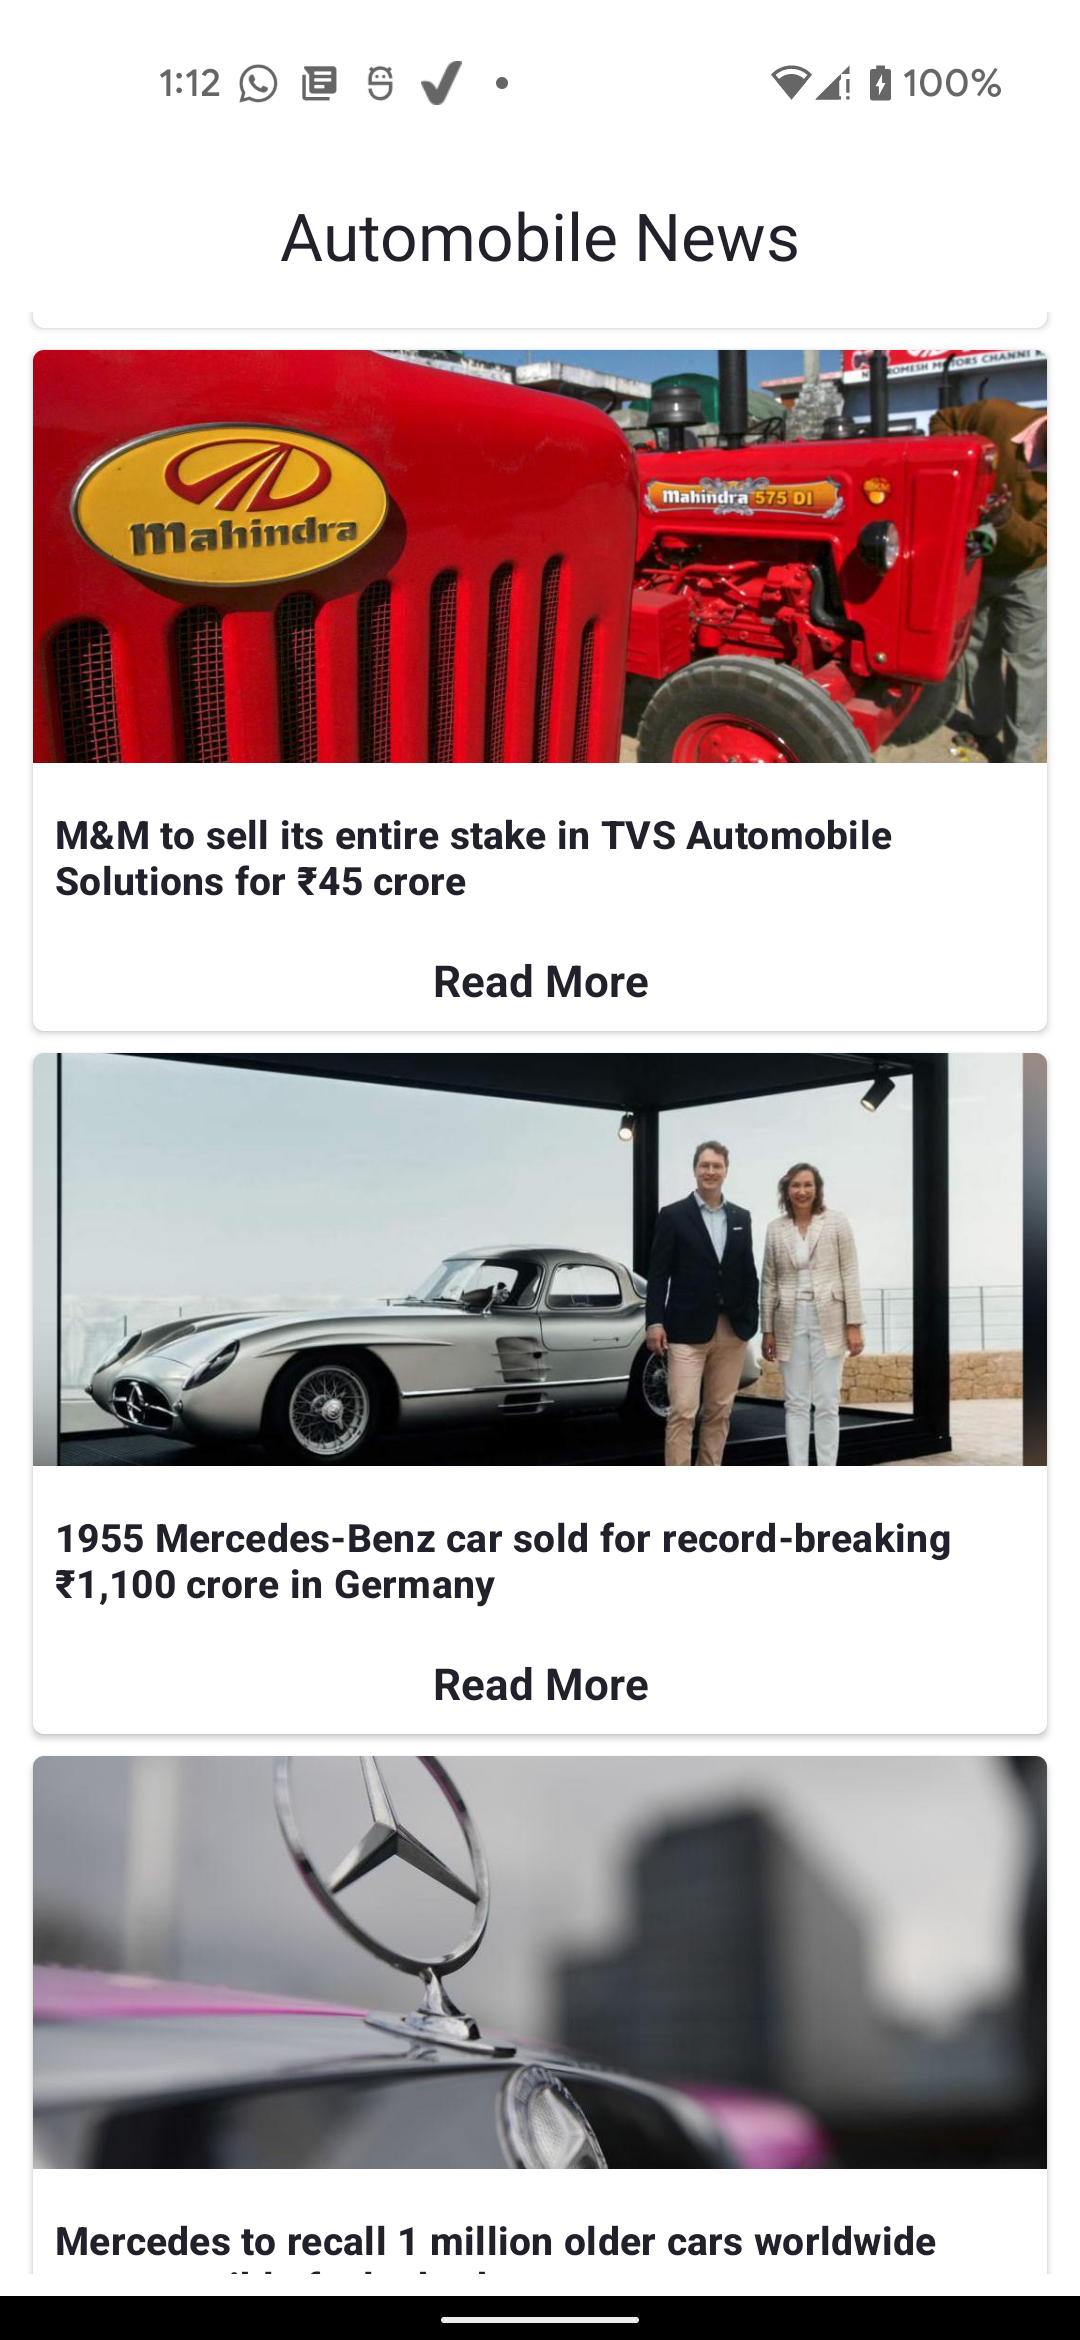 1:12
100%
Automobile News
MOTORS CHANNI
mahindra
mahindra 575 DI
M&M to sell its entire stake in TVS Automobile
Solutions for ₹45 crore
Read More
1955 Mercedes-Benz car sold for record-breaking
₹1,100 crore in Germany
Read More
Mercedes to recall 1 million older cars worldwide